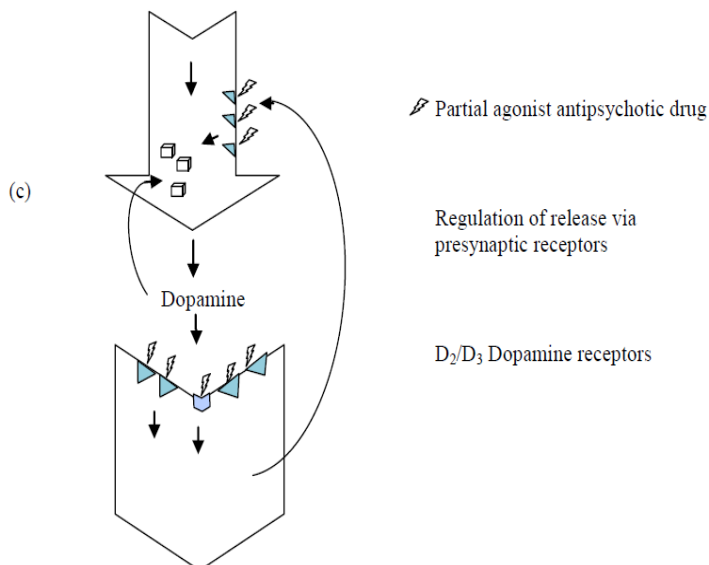 Partial agonist antipsychotic drug
(c)
Regulation of release via
presynaptic receptors
Dopamine
D₂/D₃ Dopamine receptors